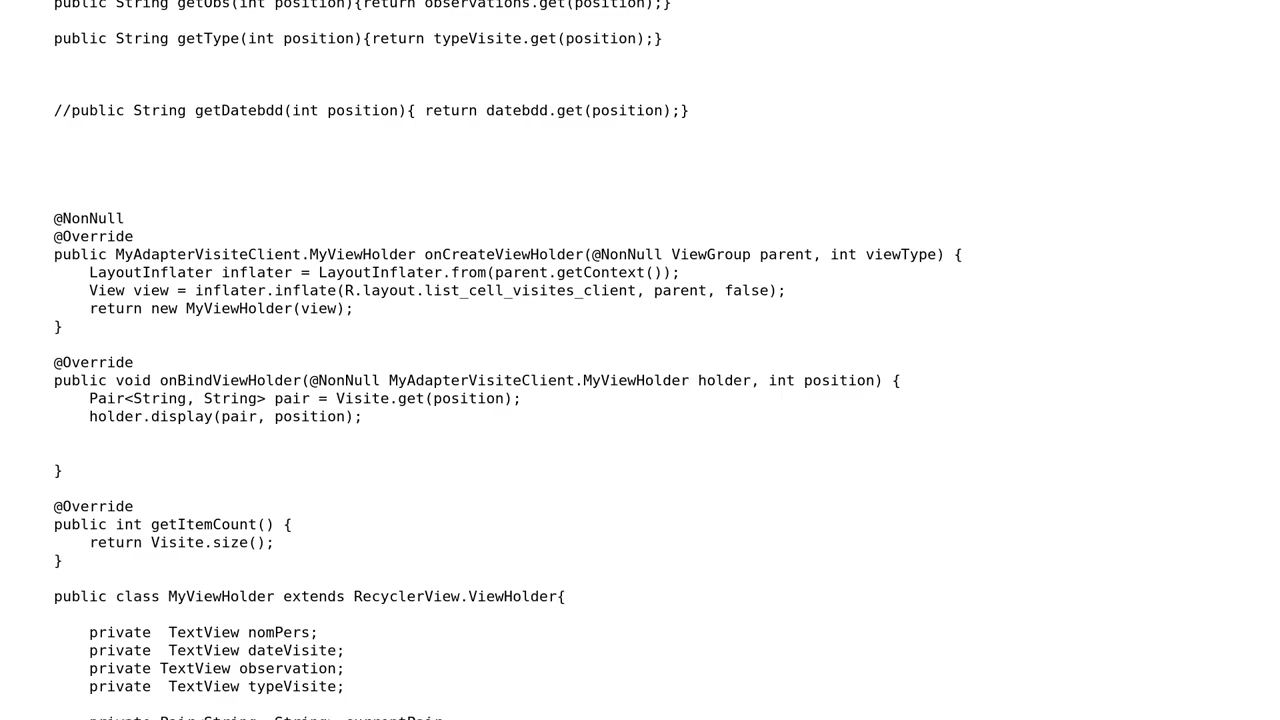 public String getObs(int position){return observations.get(position);}
public String getType(int position){return typeVisite.get(position);}
//public String getDatebdd(int position){ return datebdd.get(position);}
@NonNull
@Override
public MyAdapterVisiteClient.MyViewHolder onCreateViewHolder(@NonNull ViewGroup parent, int viewType) {
    LayoutInflater inflater = LayoutInflater.from(parent.getContext());
    View view = inflater.inflate(R.layout.list_cell_visites_client, parent, false);
    return new MyViewHolder(view);
}
@Override
public void onBindViewHolder(@NonNull MyAdapterVisiteClient.MyViewHolder holder, int position) {
    Pair<String, String> pair = Visite.get(position);
    holder.display(pair, position);
}
@Override
public int getItemCount() {
    return Visite.size();
}
public class MyViewHolder extends RecyclerView.ViewHolder{
    private  TextView nomPers;
    private  TextView dateVisite;
    private TextView observation;
    private  TextView typeVisite;
    private Pair<String, String> currentPair